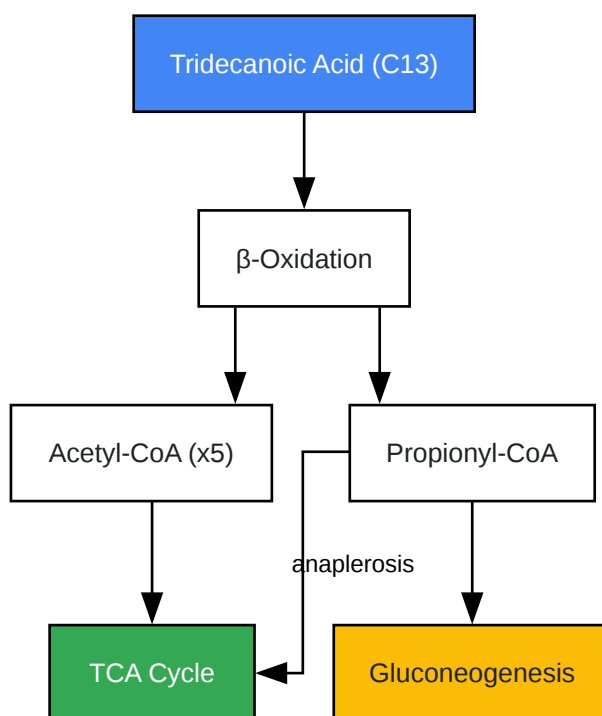 Tridecanoic Acid (C13)
β-Oxidation
Acetyl-CoA (x5)
Propionyl-CoA
anaplerosis
TCA Cycle
Gluconeogenesis